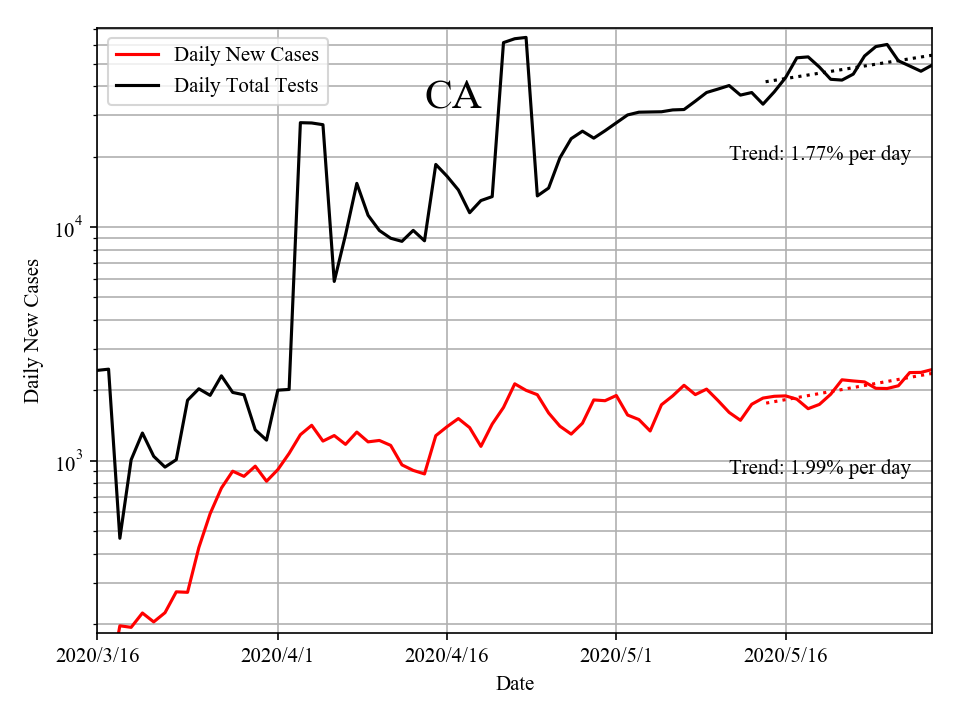 Daily New Cases
Daily Total Tests
CA
Trend: 1.77% per day
Trend: 1.99% per day
10^4
10^3
Daily New Cases
2020/3/16
2020/4/1
2020/4/16
2020/5/1
2020/5/16
Date